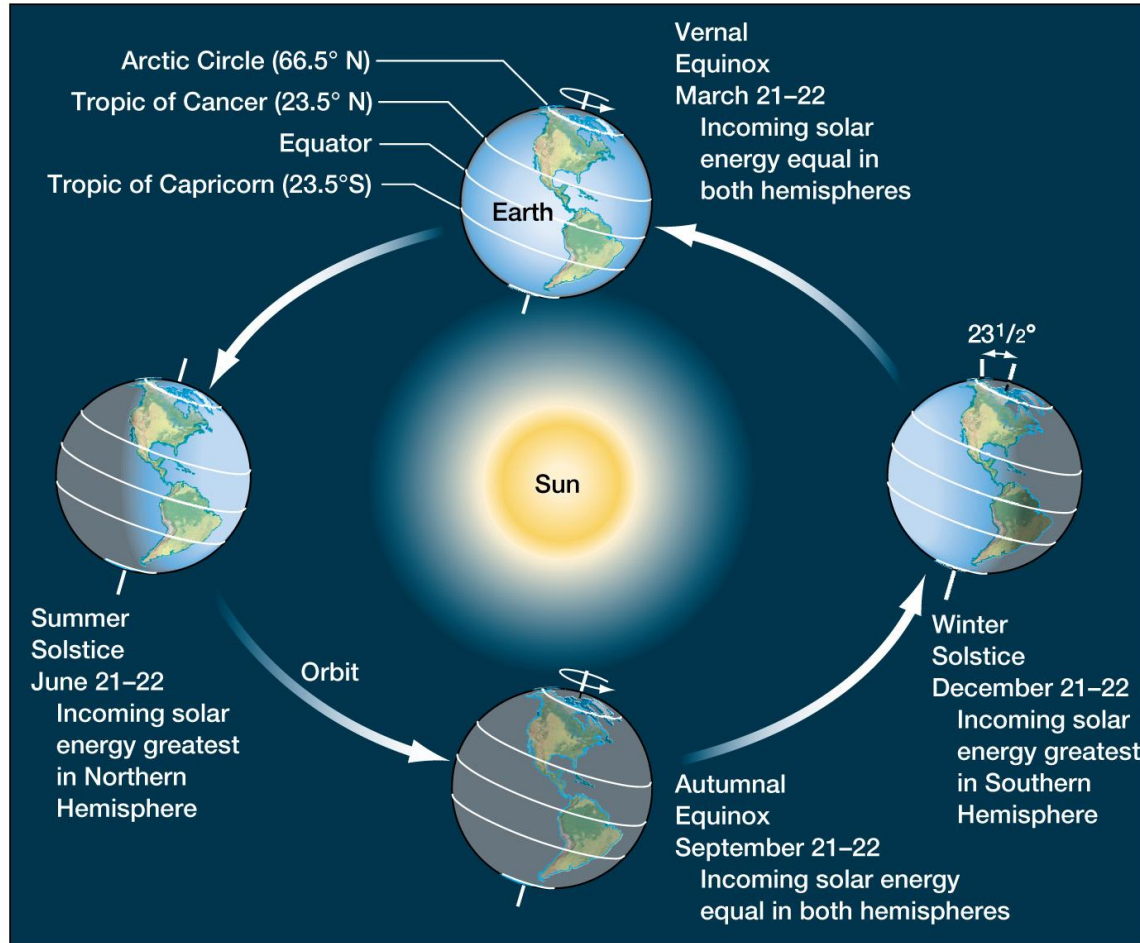 Arctic Circle (66.5° N)
Tropic of Cancer (23.5° N)
Equator
Tropic of Capricorn (23.5°S)
Earth
Vernal
Equinox
March 21–22
Incoming solar
energy equal in
both hemispheres
23 1/2°
Sun
Summer
Solstice
June 21–22
Incoming solar
energy greatest
in Northern
Hemisphere
Orbit
Autumnal
Equinox
September 21–22
Incoming solar energy
equal in both hemispheres
Winter
Solstice
December 21–22
Incoming solar
energy greatest
in Southern
Hemisphere